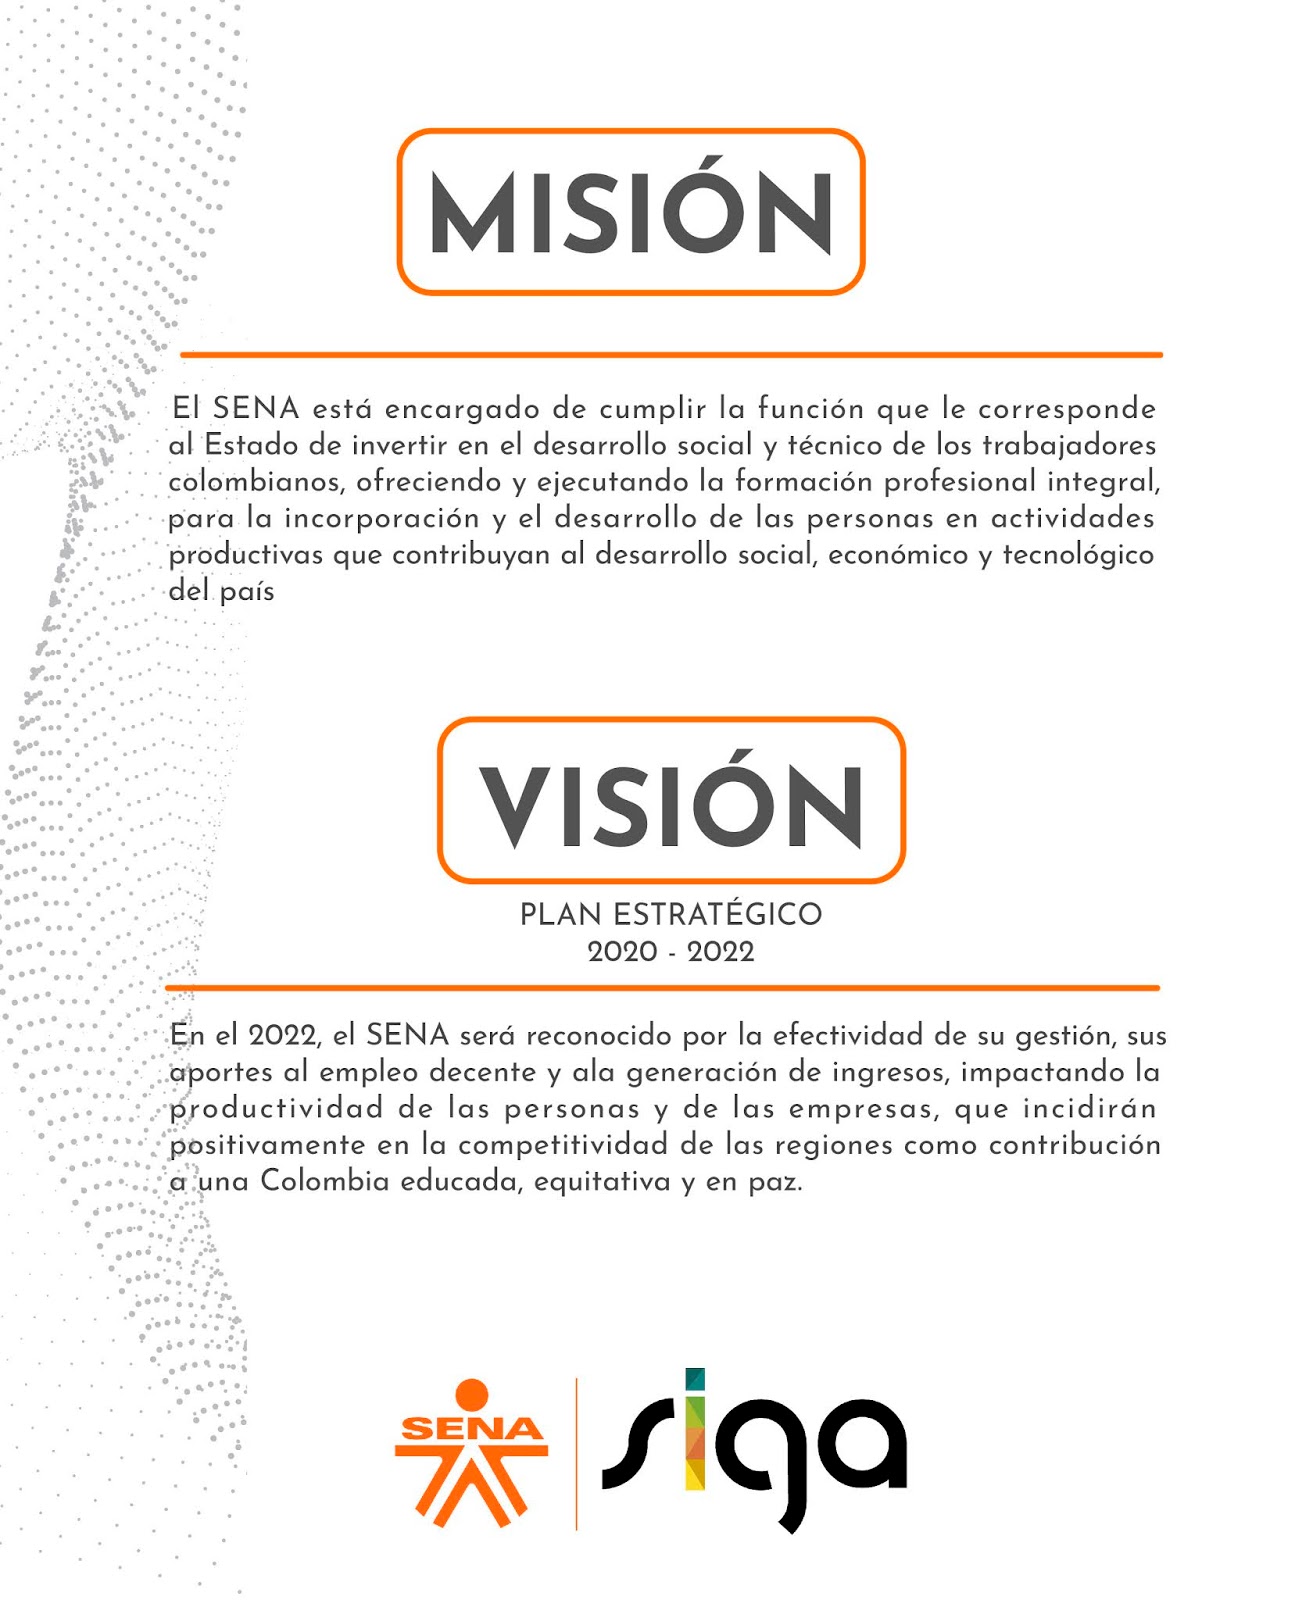 MISIÓN
El SENA está encargado de cumplir la función que le corresponde
al Estado de invertir en el desarrollo social y técnico de los trabajadores
colombianos, ofreciendo y ejecutando la formación profesional integral,
para la incorporación y el desarrollo de las personas en actividades
productivas que contribuyan al desarrollo social, económico y tecnológico
del país
VISIÓN
PLAN ESTRATÉGICO
2020 - 2022
En el 2022, el SENA será reconocido por la efectividad de su gestión, sus
aportes al empleo decente y ala generación de ingresos, impactando la
productividad de las personas y de las empresas, que incidirán
positivamente en la competitividad de las regiones como contribución
a una Colombia educada, equitativa y en paz.
SENA
siga